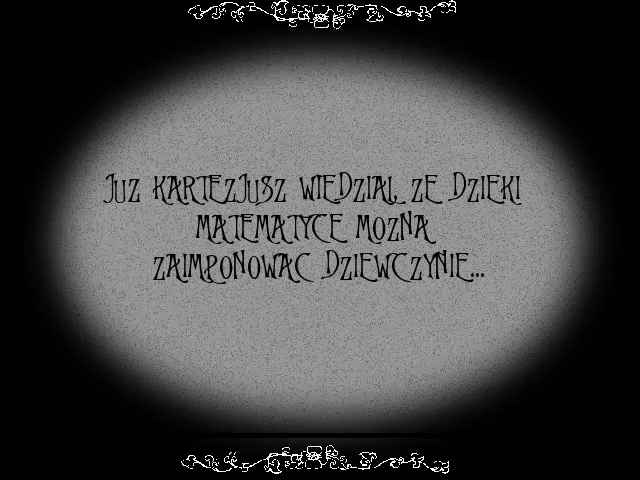 JUZ KARTEZJUSZ WIEDZIAL, ZE DZIEKI
MATEMATYCE MOZNA
ZAIMPONOWAC DZIEWCZYNIE...